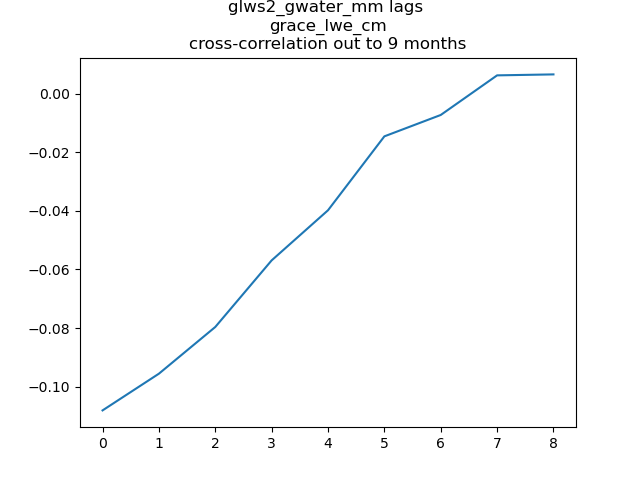 glws2_gwater_mm lags
grace_lwe_cm
cross-correlation out to 9 months
0.00
−0.02
−0.04
−0.06
−0.08
−0.10
0 1 2 3 4 5 6 7 8